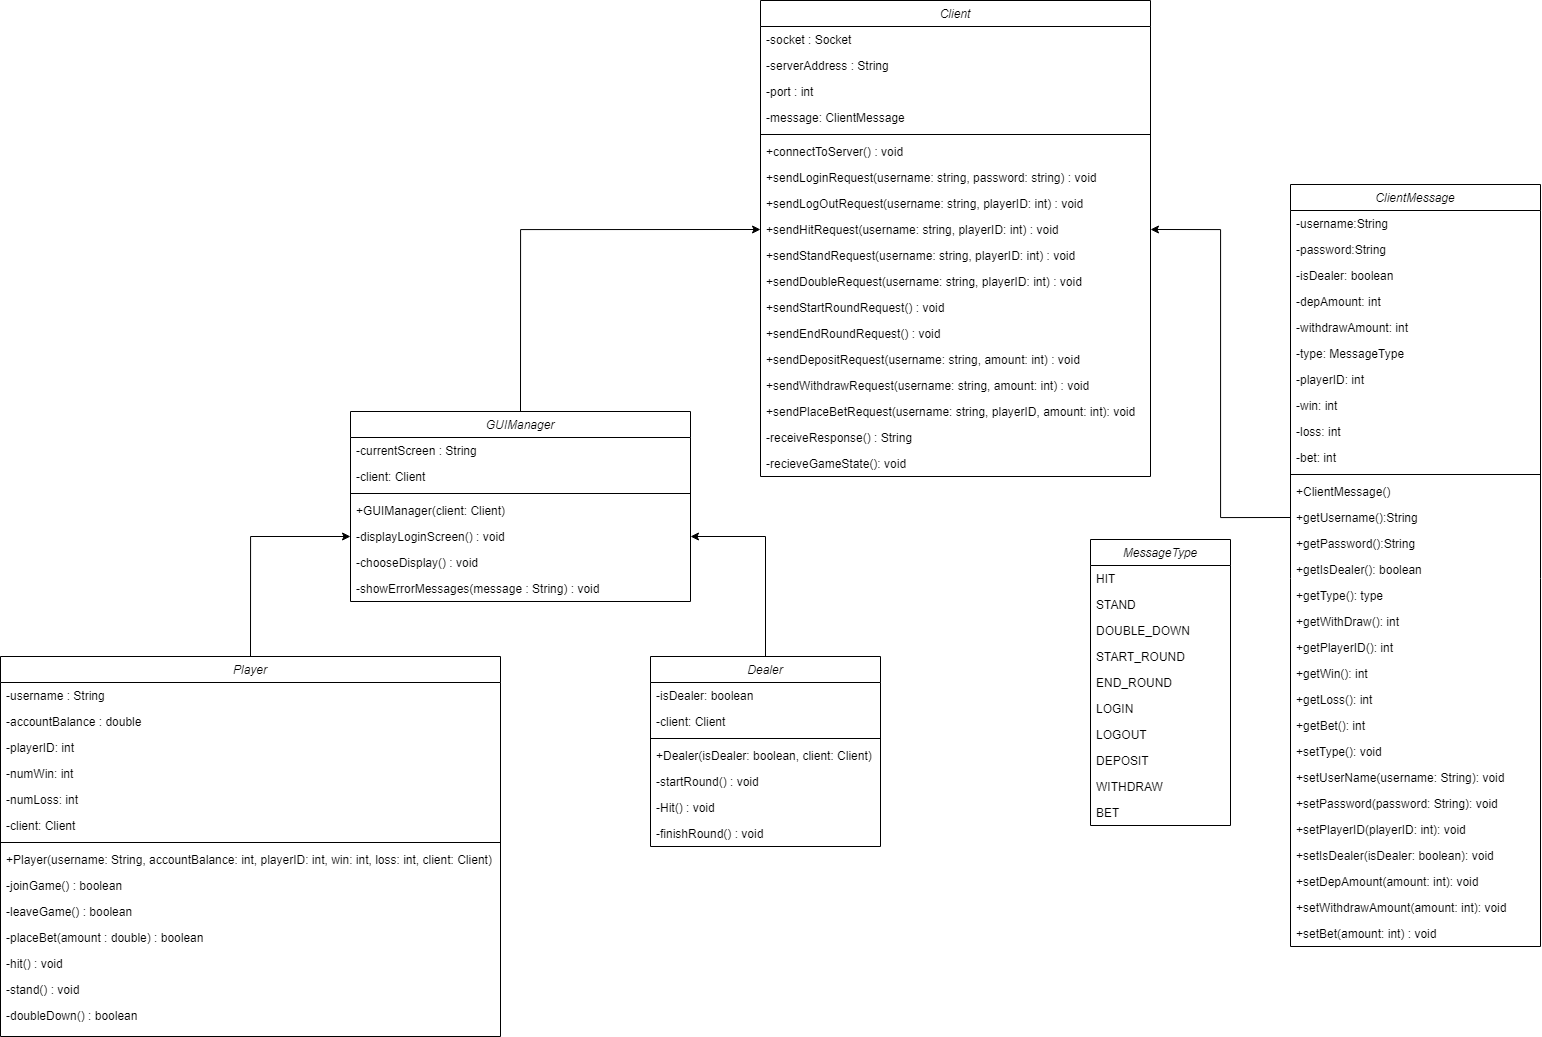 Client
-socket : Socket
-serverAddress : String
-port : int
-message: ClientMessage
+connectToServer() : void
+sendLoginRequest(username: string, password: string) : void
+sendLogOutRequest(username: string, playerID: int) : void
+sendHitRequest(username: string, playerID: int) : void
+sendStandRequest(username: string, playerID: int) : void
+sendDoubleRequest(username: string, playerID: int) : void
+sendStartRoundRequest() : void
+sendEndRoundRequest() : void
+sendDepositRequest(username: string, amount: int) : void
+sendWithdrawRequest(username: string, amount: int) : void
+sendPlaceBetRequest(username: string, playerID, amount: int): void
-receiveResponse() : String
-recieveGameState(): void
ClientMessage
-username:String
-password:String
-isDealer: boolean
-depAmount: int
-withdrawAmount: int
-type: MessageType
-playerID: int
-win: int
-loss: int
-bet: int
+ClientMessage()
+getUsername():String
+getPassword():String
+getIsDealer(): boolean
+getType(): type
+getWithDraw(): int
+getPlayerID(): int
+getWin(): int
+getLoss(): int
+getBet(): int
+setType(): void
+setUserName(username: String): void
+setPassword(password: String): void
+setPlayerID(playerID: int): void
+setIsDealer(isDealer: boolean): void
+setDepAmount(amount: int): void
+setWithdrawAmount(amount: int): void
+setBet(amount: int) : void
GUIManager
-currentScreen : String
-client: Client
+GUIManager(client: Client)
-displayLoginScreen() : void
-chooseDisplay() : void
-showErrorMessages(message : String) : void
MessageType
HIT
STAND
DOUBLE_DOWN
START_ROUND
END_ROUND
LOGIN
LOGOUT
DEPOSIT
WITHDRAW
BET
Player
-username : String
-accountBalance : double
-playerID: int
-numWin: int
-numLoss: int
-client: Client
+Player(username: String, accountBalance: int, playerID: int, win: int, loss: int, client: Client)
-joinGame() : boolean
-leaveGame() : boolean
-placeBet(amount : double) : boolean
-hit() : void
-stand() : void
-doubleDown() : boolean
Dealer
-isDealer: boolean
-client: Client
+Dealer(isDealer: boolean, client: Client)
-startRound() : void
-Hit() : void
-finishRound() : void